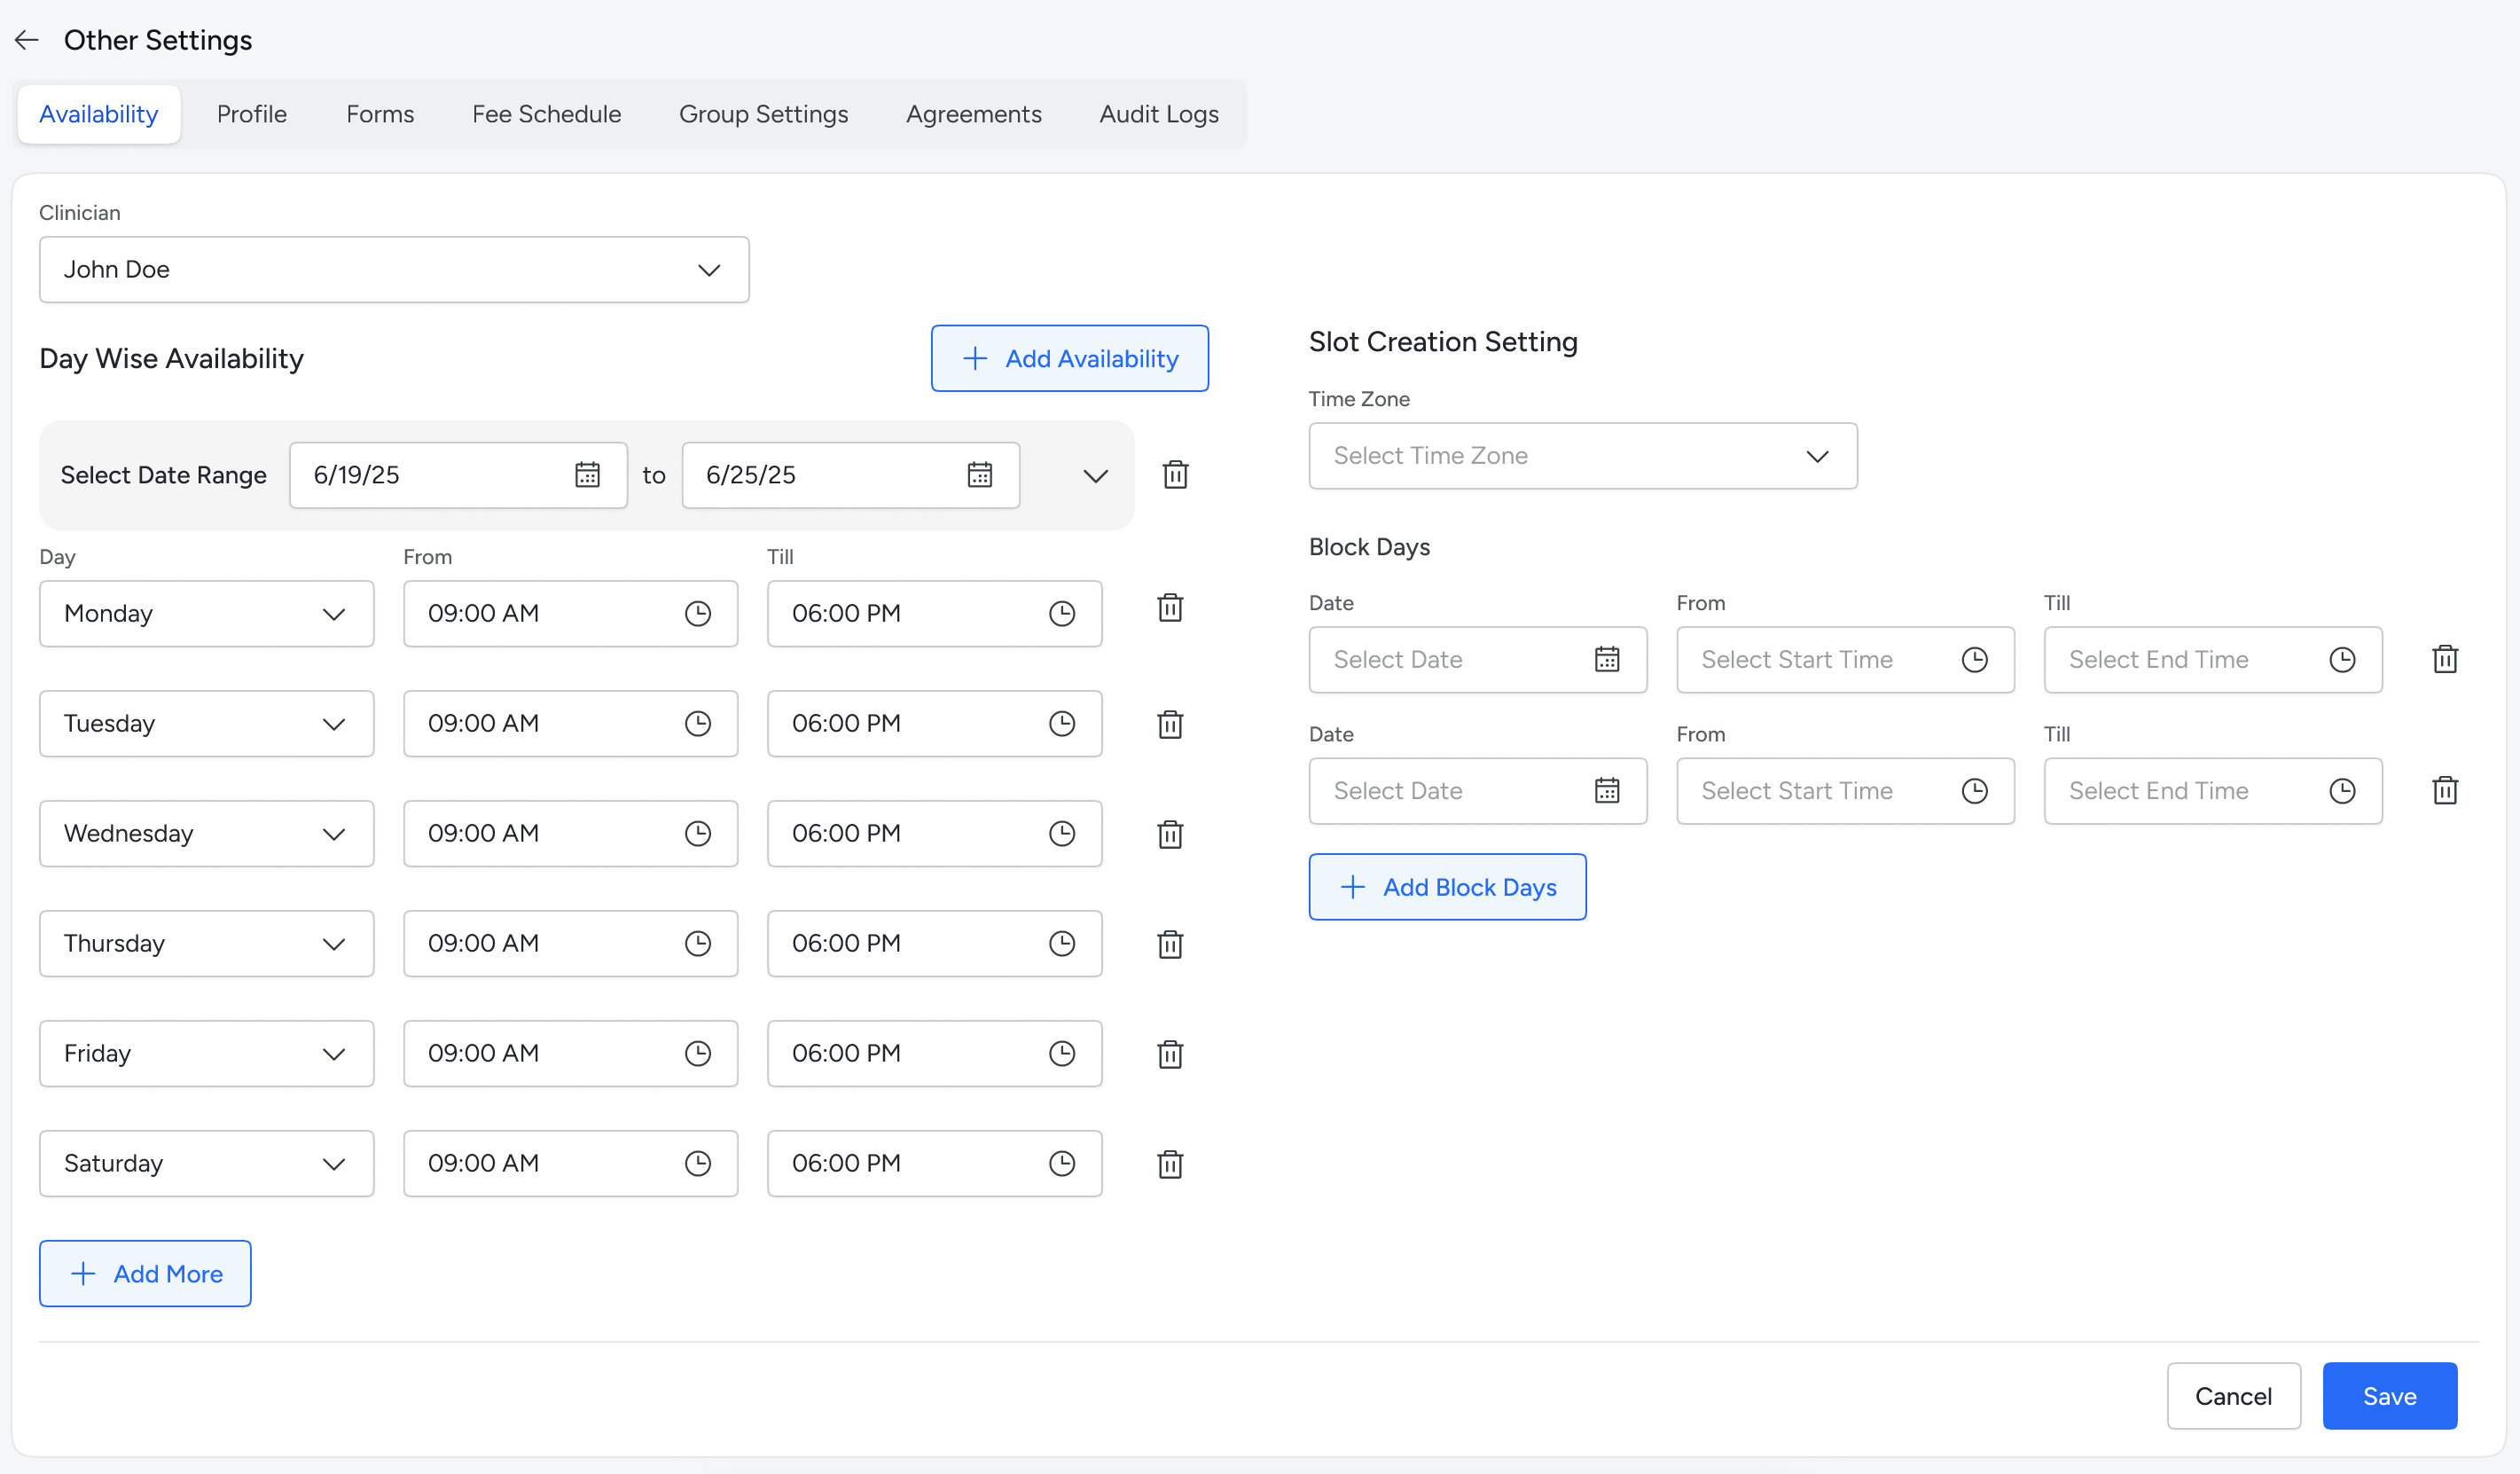 Other Settings
Availability Profile Forms Fee Schedule Group Settings Agreements Audit Logs
Clinician
John Doe
Day Wise Availability
Add Availability
Select Date Range 6/19/25 to 6/25/25
Day From Till
Monday 09:00 AM 06:00 PM
Tuesday 09:00 AM 06:00 PM
Wednesday 09:00 AM 06:00 PM
Thursday 09:00 AM 06:00 PM
Friday 09:00 AM 06:00 PM
Saturday 09:00 AM 06:00 PM
Add More
Slot Creation Setting
Time Zone
Select Time Zone
Block Days
Date From Till
Select Date Select Start Time Select End Time
Date From Till
Select Date Select Start Time Select End Time
Add Block Days
Cancel Save